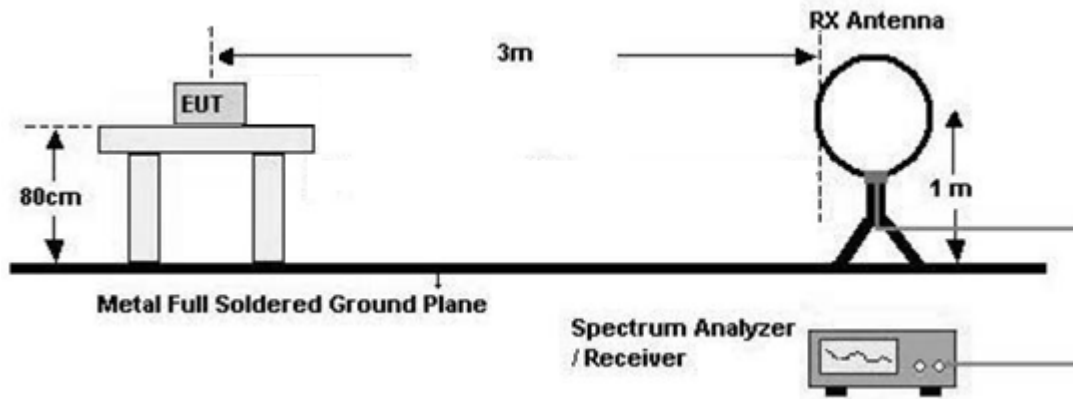 RX Antenna
3m
EUT
80cm
1 m
Metal Full Soldered Ground Plane
Spectrum Analyzer
/ Receiver